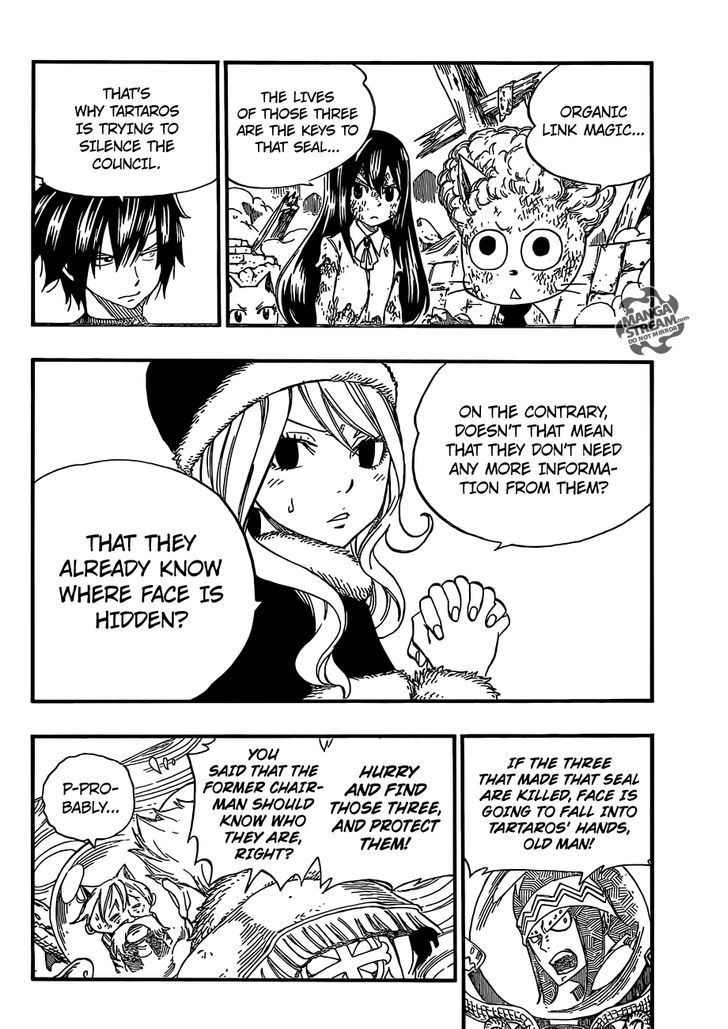 ORGANIC
LINK MAGIC...
THE LIVES
OF THOSE THREE
ARE THE KEYS TO
THAT SEAL...
THAT'S
WHY TARTAROS
IS TRYING TO
SILENCE THE
COUNCIL.
MANGA
STREAM.com
DO NOT MIRROR
ON THE CONTRARY,
DOESN'T THAT MEAN
THAT THEY DON'T NEED
ANY MORE INFORMA-
TION FROM THEM?
THAT THEY
ALREADY KNOW
WHERE FACE IS
HIDDEN?
IF THE THREE
THAT MADE THAT SEAL
ARE KILLED, FACE IS
GOING TO FALL INTO
TARTAROS' HANDS,
OLD MAN!
HURRY
AND FIND
THOSE THREE,
AND PROTECT
THEM!
YOU
SAID THAT THE
FORMER CHAIR-
MAN SHOULD
KNOW WHO
THEY ARE,
RIGHT?
P-PRO-
BABLY...